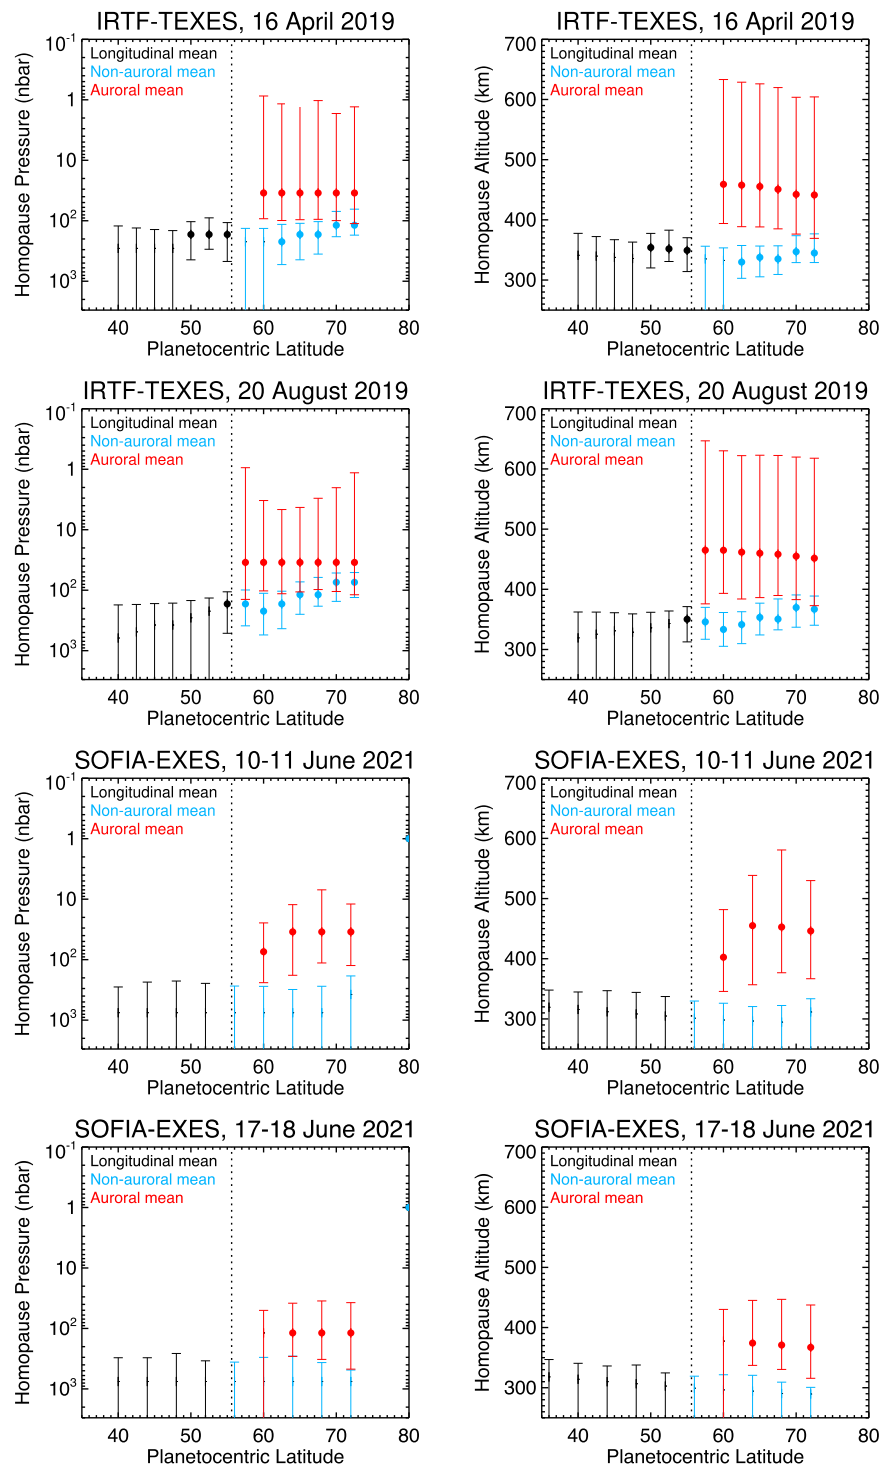 IRTF-TEXES, 16 April 2019
Homopause Pressure (nbar)
10⁻¹
1
10
10²
10³
Longitudinal mean
Non-auroral mean
Auroral mean
40 50 60 70 80
Planetocentric Latitude
IRTF-TEXES, 16 April 2019
Homopause Altitude (km)
700
600
500
400
300
Longitudinal mean
Non-auroral mean
Auroral mean
40 50 60 70 80
Planetocentric Latitude
IRTF-TEXES, 20 August 2019
Homopause Pressure (nbar)
10⁻¹
1
10
10²
10³
Longitudinal mean
Non-auroral mean
Auroral mean
40 50 60 70 80
Planetocentric Latitude
IRTF-TEXES, 20 August 2019
Homopause Altitude (km)
700
600
500
400
300
Longitudinal mean
Non-auroral mean
Auroral mean
40 50 60 70 80
Planetocentric Latitude
SOFIA-EXES, 10-11 June 2021
Homopause Pressure (nbar)
10⁻¹
1
10
10²
10³
Longitudinal mean
Non-auroral mean
Auroral mean
40 50 60 70 80
Planetocentric Latitude
SOFIA-EXES, 10-11 June 2021
Homopause Altitude (km)
700
600
500
400
300
Longitudinal mean
Non-auroral mean
Auroral mean
40 50 60 70 80
Planetocentric Latitude
SOFIA-EXES, 17-18 June 2021
Homopause Pressure (nbar)
10⁻¹
1
10
10²
10³
Longitudinal mean
Non-auroral mean
Auroral mean
40 50 60 70 80
Planetocentric Latitude
SOFIA-EXES, 17-18 June 2021
Homopause Altitude (km)
700
600
500
400
300
Longitudinal mean
Non-auroral mean
Auroral mean
40 50 60 70 80
Planetocentric Latitude